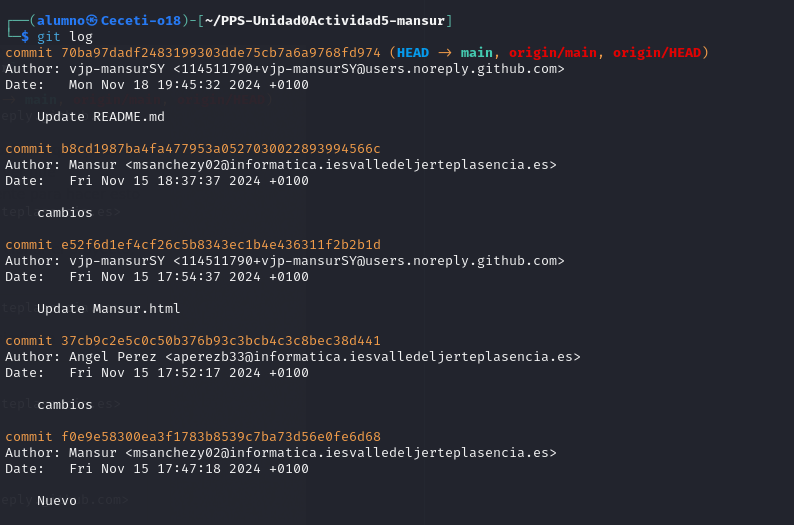 ┌──(alumno㉿Ceceti-o18)-[~/PPS-Unidad0Actividad5-mansur]
└─$ git log
commit 70ba97dadf2483199303dde75cb7a6a9768fd974 (HEAD -> main, origin/main, origin/HEAD)
Author: vjp-mansurSY <114511790+vjp-mansurSY@users.noreply.github.com>
Date:   Mon Nov 18 19:45:32 2024 +0100

    Update README.md

commit b8cd1987ba4fa477953a0527030022893994566c
Author: Mansur <msanchezy02@informatica.iesvalledeljerteplasencia.es>
Date:   Fri Nov 15 18:37:37 2024 +0100

    cambios

commit e52f6d1ef4cf26c5b8343ec1b4e436311f2b2b1d
Author: vjp-mansurSY <114511790+vjp-mansurSY@users.noreply.github.com>
Date:   Fri Nov 15 17:54:37 2024 +0100

    Update Mansur.html

commit 37cb9c2e5c0c50b376b93c3bcb4c3c8bec38d441
Author: Angel Perez <aperezb33@informatica.iesvalledeljerteplasencia.es>
Date:   Fri Nov 15 17:52:17 2024 +0100

    cambios

commit f0e9e58300ea3f1783b8539c7ba73d56e0fe6d68
Author: Mansur <msanchezy02@informatica.iesvalledeljerteplasencia.es>
Date:   Fri Nov 15 17:47:18 2024 +0100

    Nuevo